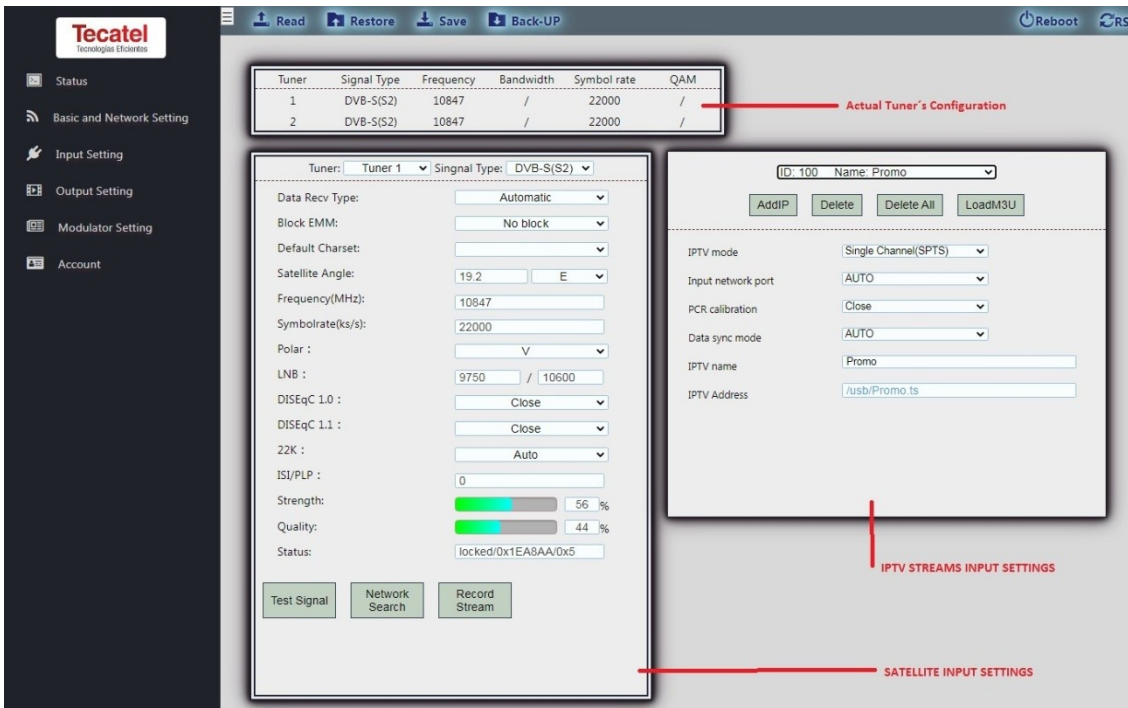 Tecatel
Tecnologías Eficientes
Read Restore Save Back-UP Reboot RS
Status
Basic and Network Setting
Input Setting
Output Setting
Modulator Setting
Account
Tuner Signal Type Frequency Bandwidth Symbol rate QAM
1 DVB-S(S2) 10847 / 22000 /
2 DVB-S(S2) 10847 / 22000 /
Actual Tuner´s Configuration
Tuner: Tuner 1 Singnal Type: DVB-S(S2)
Data Recv Type: Automatic
Block EMM: No block
Default Charset:
Satellite Angle: 19.2 E
Frequency(MHz): 10847
Symbolrate(ks/s): 22000
Polar : V
LNB : 9750 / 10600
DISEqC 1.0 : Close
DISEqC 1.1 : Close
22K : Auto
ISI/PLP : 0
Strength: 56 %
Quality: 44 %
Status: locked/0x1EA8AA/0x5
Test Signal
Network Search
Record Stream
SATELLITE INPUT SETTINGS
ID: 100 Name: Promo
AddIP Delete Delete All LoadM3U
IPTV mode Single Channel(SPTS)
Input network port AUTO
PCR calibration Close
Data sync mode AUTO
IPTV name Promo
IPTV Address /usb/Promo.ts
IPTV STREAMS INPUT SETTINGS